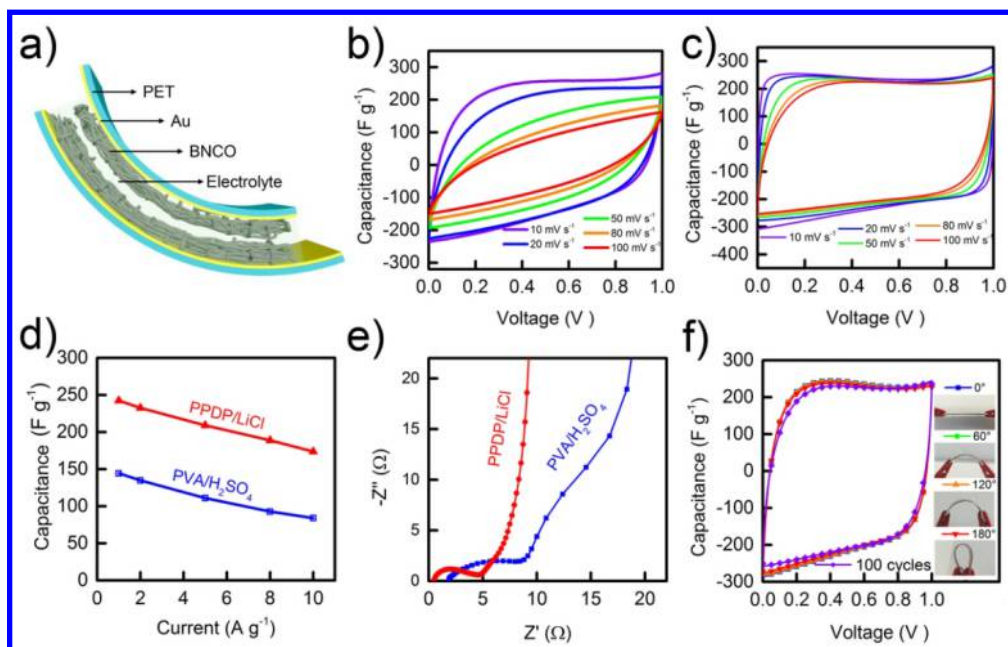 a)
PET
Au
BNCO
Electrolyte
b)
Capacitance (F g⁻¹)
300
200
100
0
-100
-200
-300
50 mV s⁻¹
10 mV s⁻¹
80 mV s⁻¹
20 mV s⁻¹
100 mV s⁻¹
0.0 0.2 0.4 0.6 0.8 1.0
Voltage (V )
c)
Capacitance (F g⁻¹)
300
200
100
0
-100
-200
-300
-400
20 mV s⁻¹
80 mV s⁻¹
10 mV s⁻¹
50 mV s⁻¹
100 mV s⁻¹
0.0 0.2 0.4 0.6 0.8 1.0
Voltage (V )
d)
Capacitance (F g⁻¹)
300
250
200
150
100
50
0
PPDP/LiCl
PVA/H₂SO₄
0 2 4 6 8 10
Current (A g⁻¹)
e)
-Z'' (Ω)
20
15
10
5
0
PPDP/LiCl
PVA/H₂SO₄
0 5 10 15 20
Z' (Ω)
f)
Capacitance (F g⁻¹)
300
200
100
0
-100
-200
-300
0°
60°
120°
180°
100 cycles
0.0 0.2 0.4 0.6 0.8 1.0
Voltage (V )